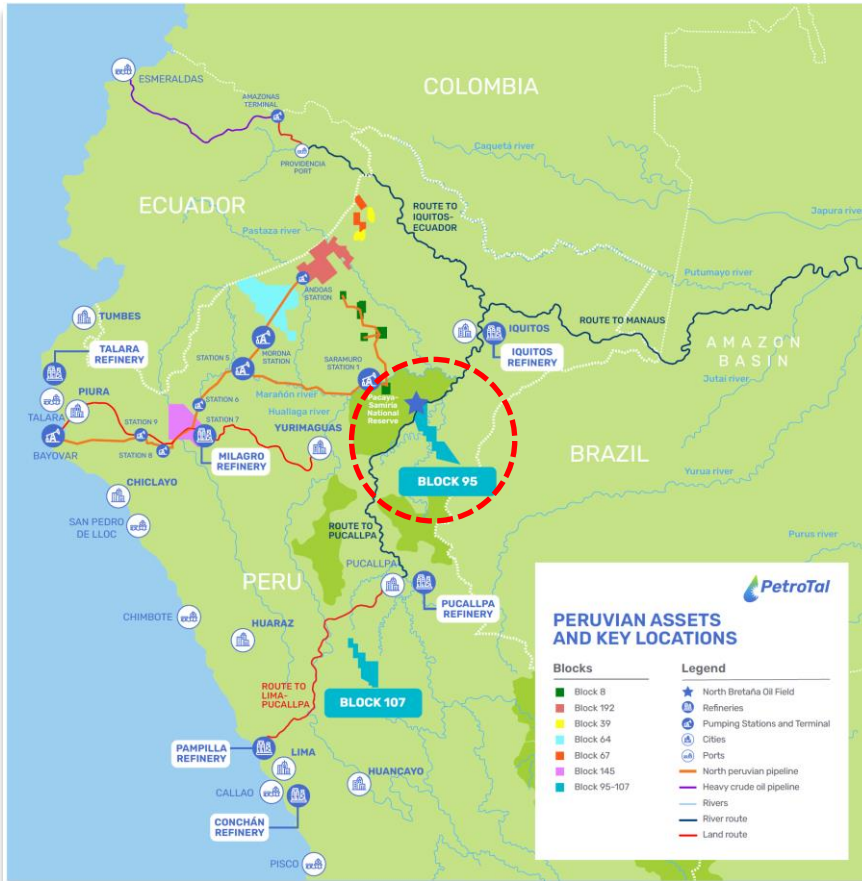 ESMERALDAS
COLOMBIA
AMAZONAS
TERMINAL
PROVIDENCIA
PORT
Caquetá river
ECUADOR
ROUTE TO
IQUITOS-
ECUADOR
Japura river
Pastaza river
Putumayo river
ANDOAS
STATION
TUMBES
ROUTE TO MANAUS
IQUITOS
TALARA
REFINERY
STATION 5
MORONA
STATION
SARAMURO
STATION 1
IQUITOS
REFINERY
AMAZON
BASIN
Jutai river
PIURA
STATION 6
Marañón river
Pacaya-
Samiria
National
Reserve
TALARA
STATION 9
STATION 7
Huallaga river
YURIMAGUAS
BAYOVAR
STATION 8
MILAGRO
REFINERY
BRAZIL
Yurua river
BLOCK 95
CHICLAYO
SAN PEDRO
DE LLOC
ROUTE TO
PUCALLPA
Purus river
PERU
PUCALLPA
CHIMBOTE
HUARAZ
PUCALLPA
REFINERY
ROUTE TO
LIMA-
PUCALLPA
BLOCK 107
PAMPILLA
REFINERY
LIMA
HUANCAYO
CALLAO
CONCHÁN
REFINERY
PISCO
PetroTal
PERUVIAN ASSETS
AND KEY LOCATIONS
Blocks
Block 8
Block 192
Block 39
Block 64
Block 67
Block 145
Block 95-107
Legend
North Bretaña Oil Field
Refineries
Pumping Stations and Terminal
Cities
Ports
North peruvian pipeline
Heavy crude oil pipeline
Rivers
River route
Land route